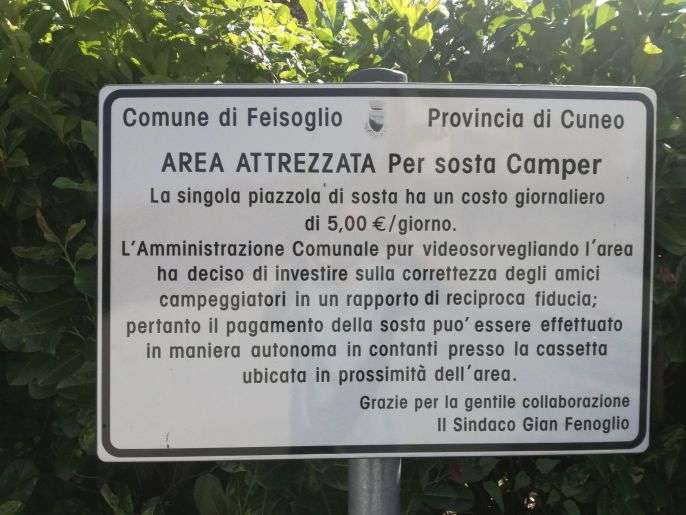 Comune di Feisoglio Provincia di Cuneo
AREA ATTREZZATA Per sosta Camper
La singola piazzola di sosta ha un costo giornaliero
di 5,00 €/giorno.
L'Amministrazione Comunale pur videosorvegliando l'area
ha deciso di investire sulla correttezza degli amici
campeggiatori in un rapporto di reciproca fiducia;
pertanto il pagamento della sosta puo' essere effettuato
in maniera autonoma in contanti presso la cassetta
ubicata in prossimità dell'area.
Grazie per la gentile collaborazione
Il Sindaco Gian Fenoglio